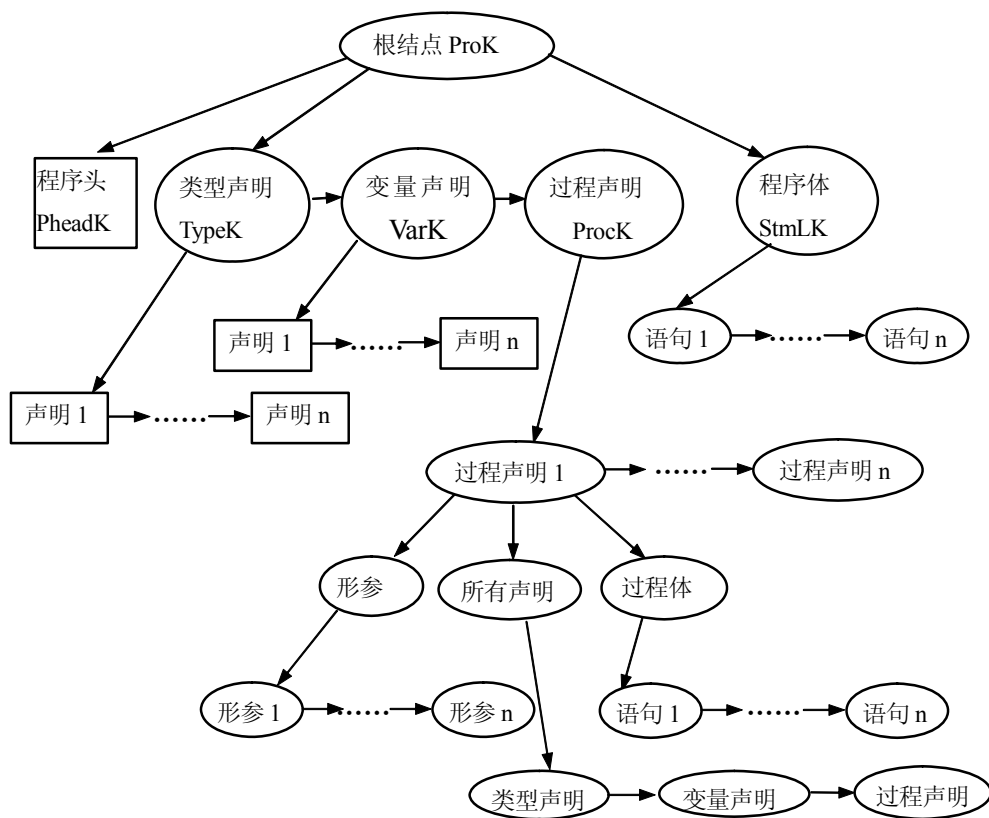 根结点 ProK
程序头
PheadK
类型声明
TypeK
变量声明
VarK
过程声明
ProcK
程序体
StmLK
声明 1
……
声明 n
语句 1
……
语句 n
声明 1
……
声明 n
过程声明 1
……
过程声明 n
形参
所有声明
过程体
形参 1
……
形参 n
语句 1
……
语句 n
类型声明
变量声明
过程声明